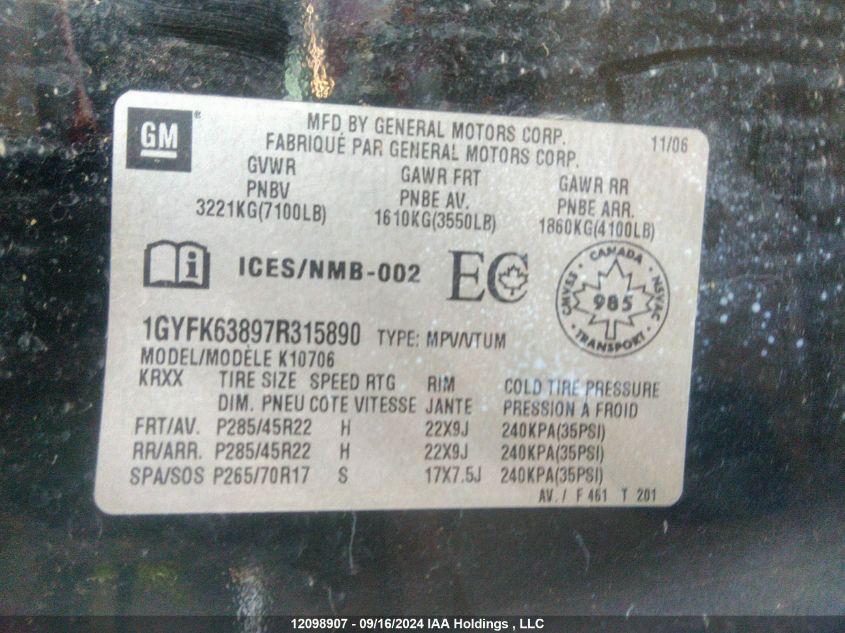 GM®
MFD BY GENERAL MOTORS CORP.
FABRIQUÉ PAR GENERAL MOTORS CORP.
11/06
GVWR
PNBV
3221KG(7100LB)
GAWR FRT
PNBE AV.
1610KG(3550LB)
GAWR RR
PNBE ARR.
1860KG(4100LB)
i ICES/NMB-002 EC
CANADA
CMVSS 985 NSVAC
TRANSPORT
1GYFK63897R315890 TYPE: MPV/VTUM
MODEL/MODÈLE K10706
KRXX TIRE SIZE SPEED RTG RIM COLD TIRE PRESSURE
DIM. PNEU COTE VITESSE JANTE PRESSION À FROID
FRT/AV. P285/45R22 H 22X9J 240KPA(35PSI)
RR/ARR. P285/45R22 H 22X9J 240KPA(35PSI)
SPA/SOS P265/70R17 S 17X7.5J 240KPA(35PSI)
AV. / F 461 T 201
12098907 - 09/16/2024 IAA Holdings , LLC